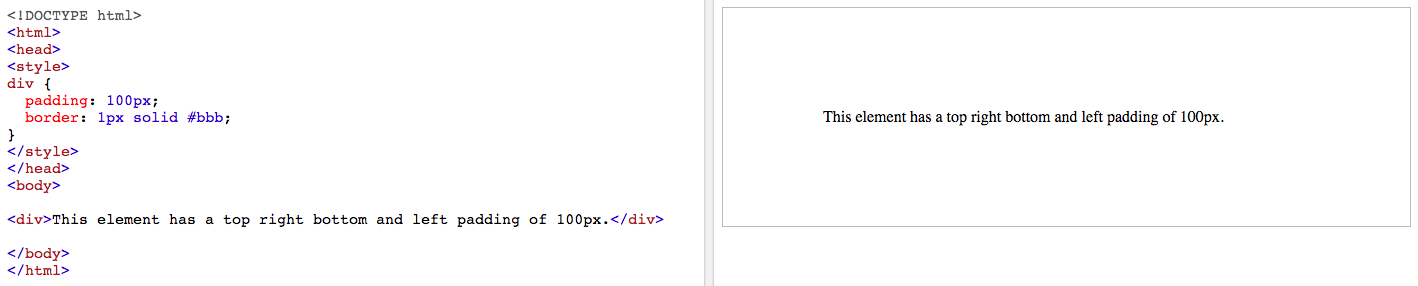 <!DOCTYPE html>
<html>
<head>
<style>
div {
  padding: 100px;
  border: 1px solid #bbb;
}
</style>
</head>
<body>

<div>This element has a top right bottom and left padding of 100px.</div>

</body>
</html>
This element has a top right bottom and left padding of 100px.